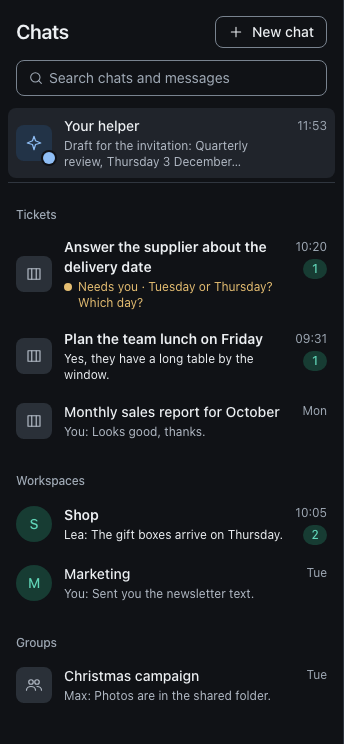 Chats
New chat
Search chats and messages
Your helper
11:53
Draft for the invitation: Quarterly
review, Thursday 3 December...
Tickets
Answer the supplier about the
delivery date
10:20
1
Needs you · Tuesday or Thursday?
Which day?
Plan the team lunch on Friday
09:31
1
Yes, they have a long table by the
window.
Monthly sales report for October
Mon
You: Looks good, thanks.
Workspaces
S
Shop
10:05
Lea: The gift boxes arrive on Thursday.
2
M
Marketing
Tue
You: Sent you the newsletter text.
Groups
Christmas campaign
Tue
Max: Photos are in the shared folder.